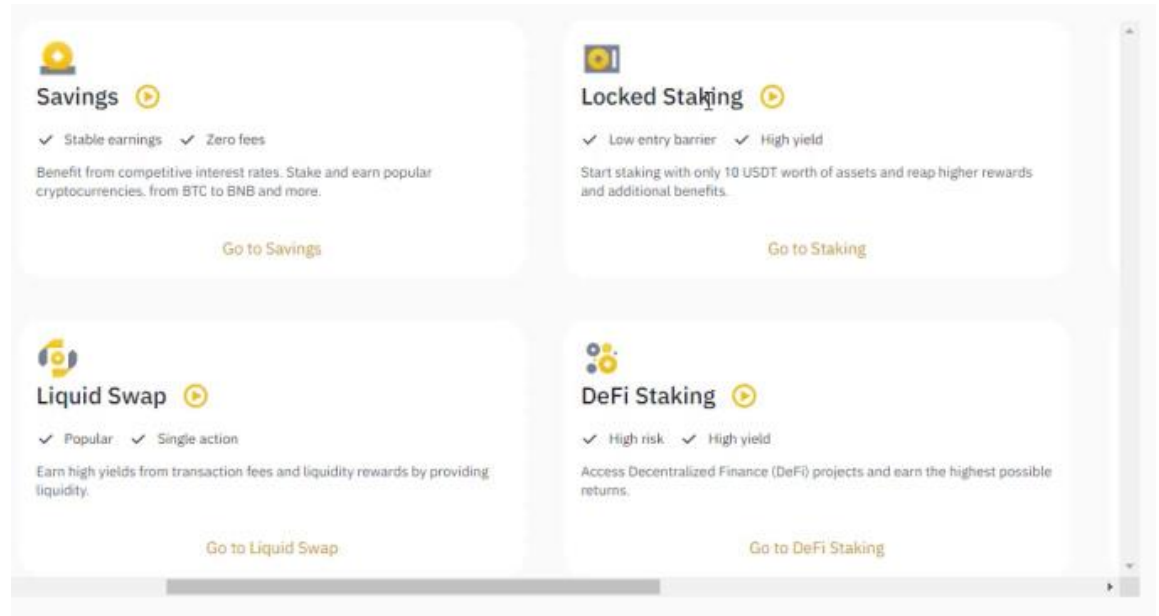 Savings
Stable earnings Zero fees
Benefit from competitive interest rates. Stake and earn popular
cryptocurrencies, from BTC to BNB and more.
Go to Savings
Locked Staking
Low entry barrier High yield
Start staking with only 10 USDT worth of assets and reap higher rewards
and additional benefits.
Go to Staking
Liquid Swap
Popular Single action
Earn high yields from transaction fees and liquidity rewards by providing
liquidity.
Go to Liquid Swap
DeFi Staking
High risk High yield
Access Decentralized Finance (DeFi) projects and earn the highest possible
returns.
Go to DeFi Staking